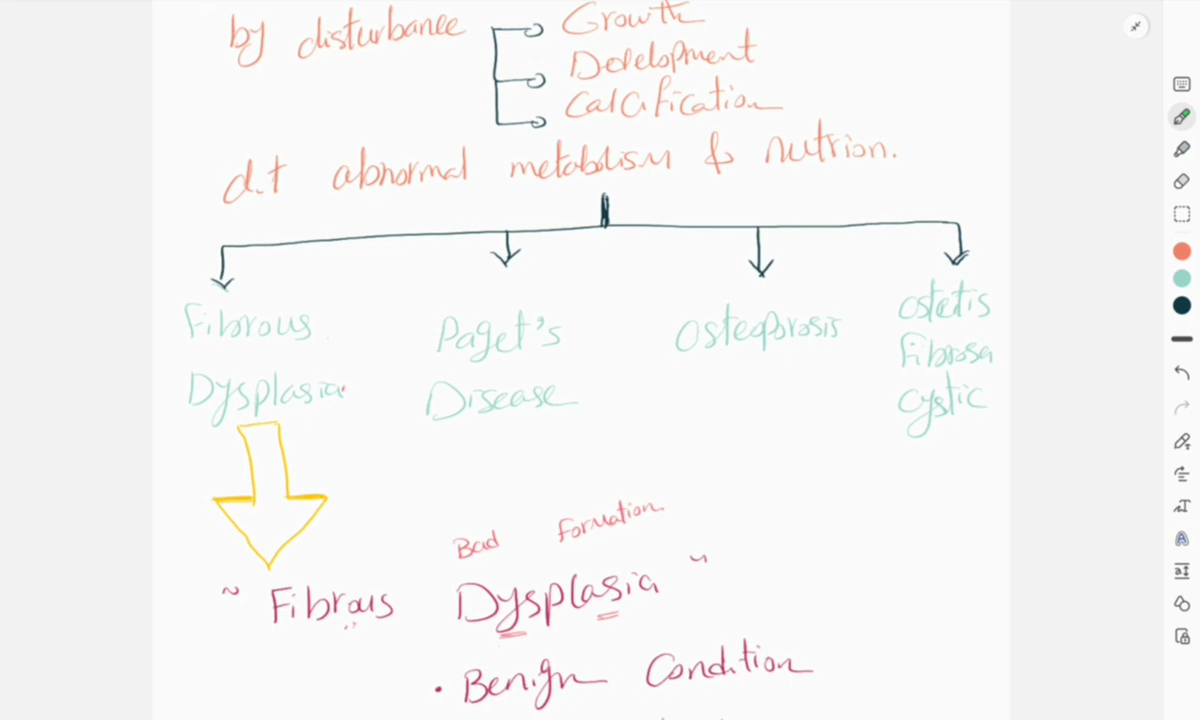 by disturbance
Growth
Development
Calcification
d.t abnormal metabolism & nutrion.
Fibrous Dysplasia
Paget's Disease
Osteoporosis
Ostetis fibrosa cystic
Bad Formation
~ Fibrous Dysplasia ~
• Benign Condition